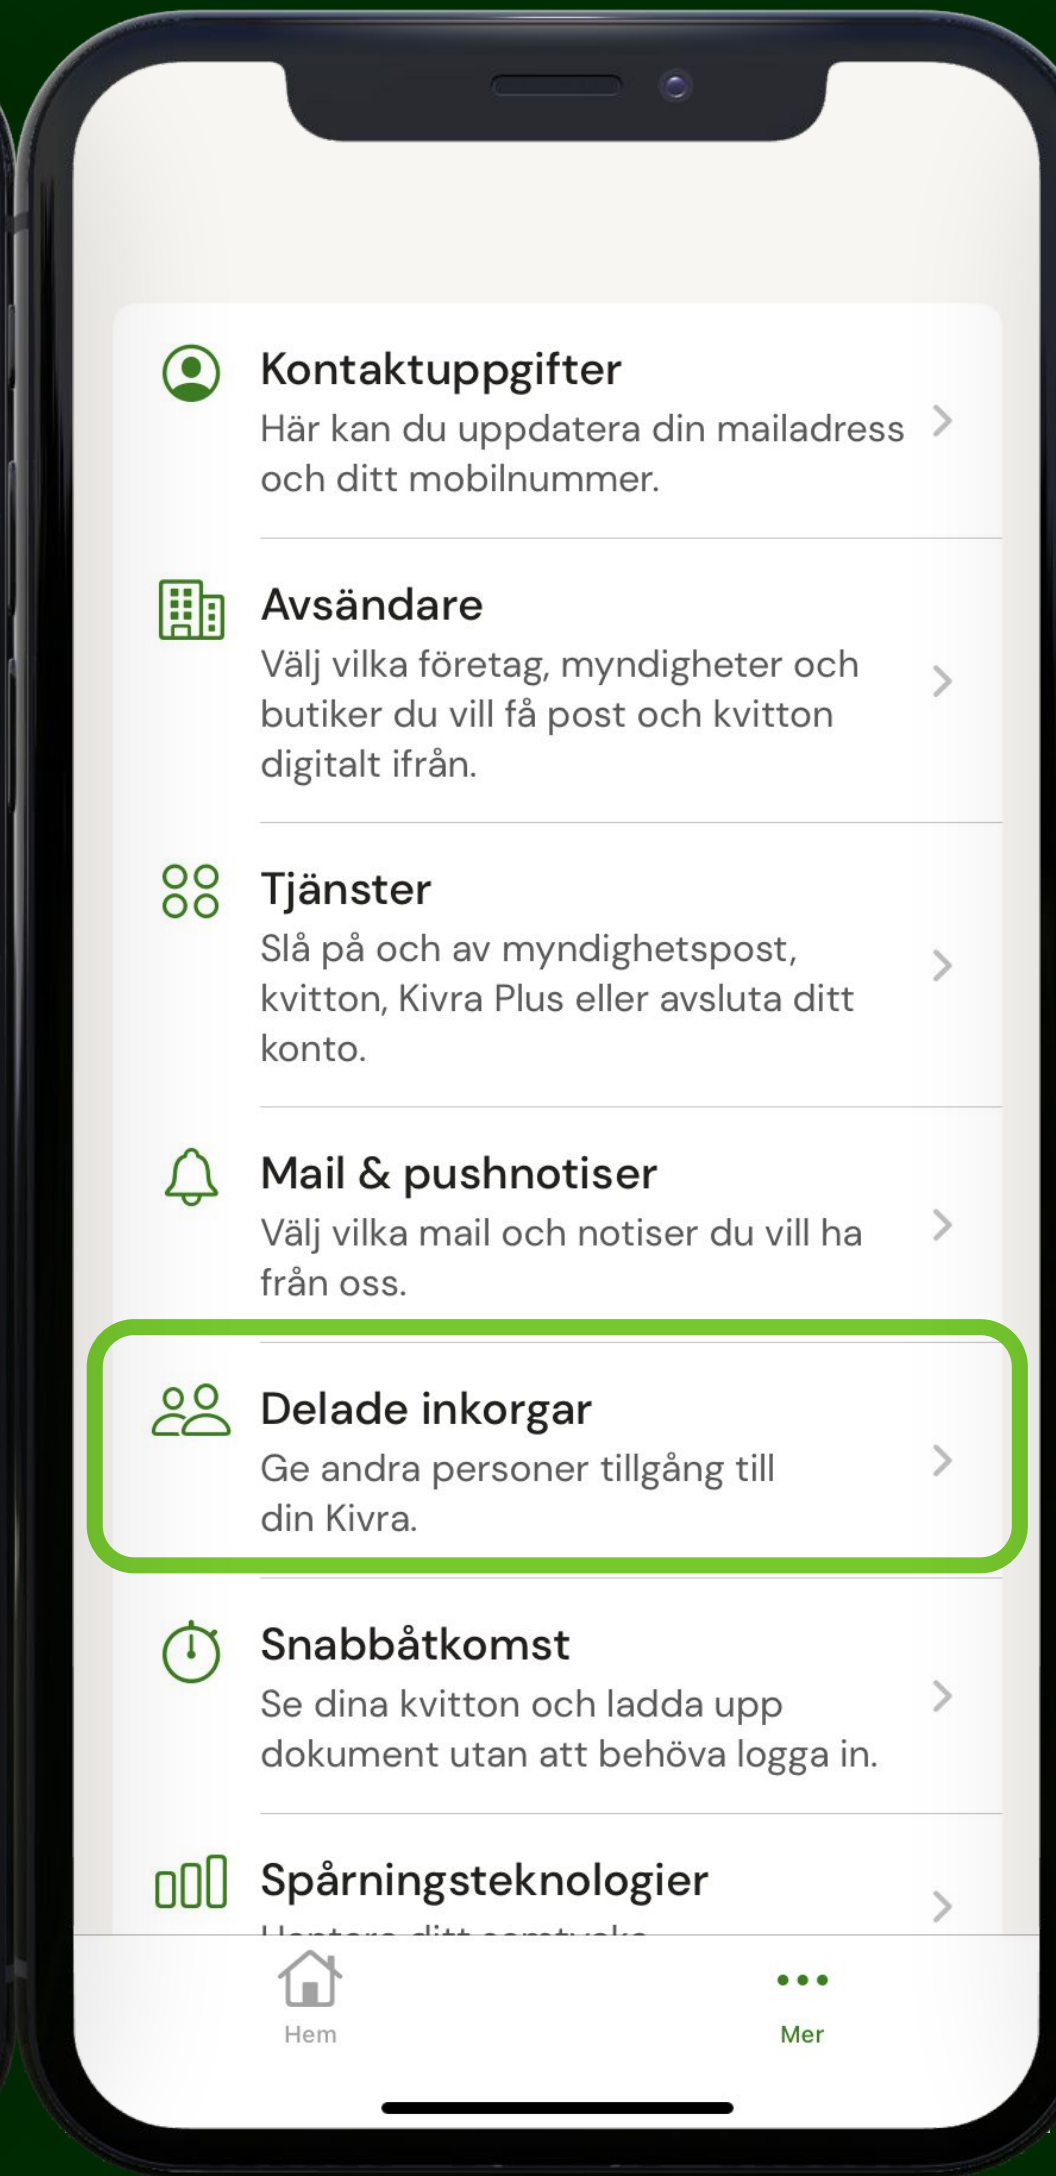 Kontaktuppgifter
Här kan du uppdatera din mailadress
och ditt mobilnummer.
Avsändare
Välj vilka företag, myndigheter och
butiker du vill få post och kvitton
digitalt ifrån.
Tjänster
Slå på och av myndighetspost,
kvitton, Kivra Plus eller avsluta ditt
konto.
Mail & pushnotiser
Välj vilka mail och notiser du vill ha
från oss.
Delade inkorgar
Ge andra personer tillgång till
din Kivra.
Snabbåtkomst
Se dina kvitton och ladda upp
dokument utan att behöva logga in.
Spårningsteknologier
Hantera ditt samtycke
Hem
Mer